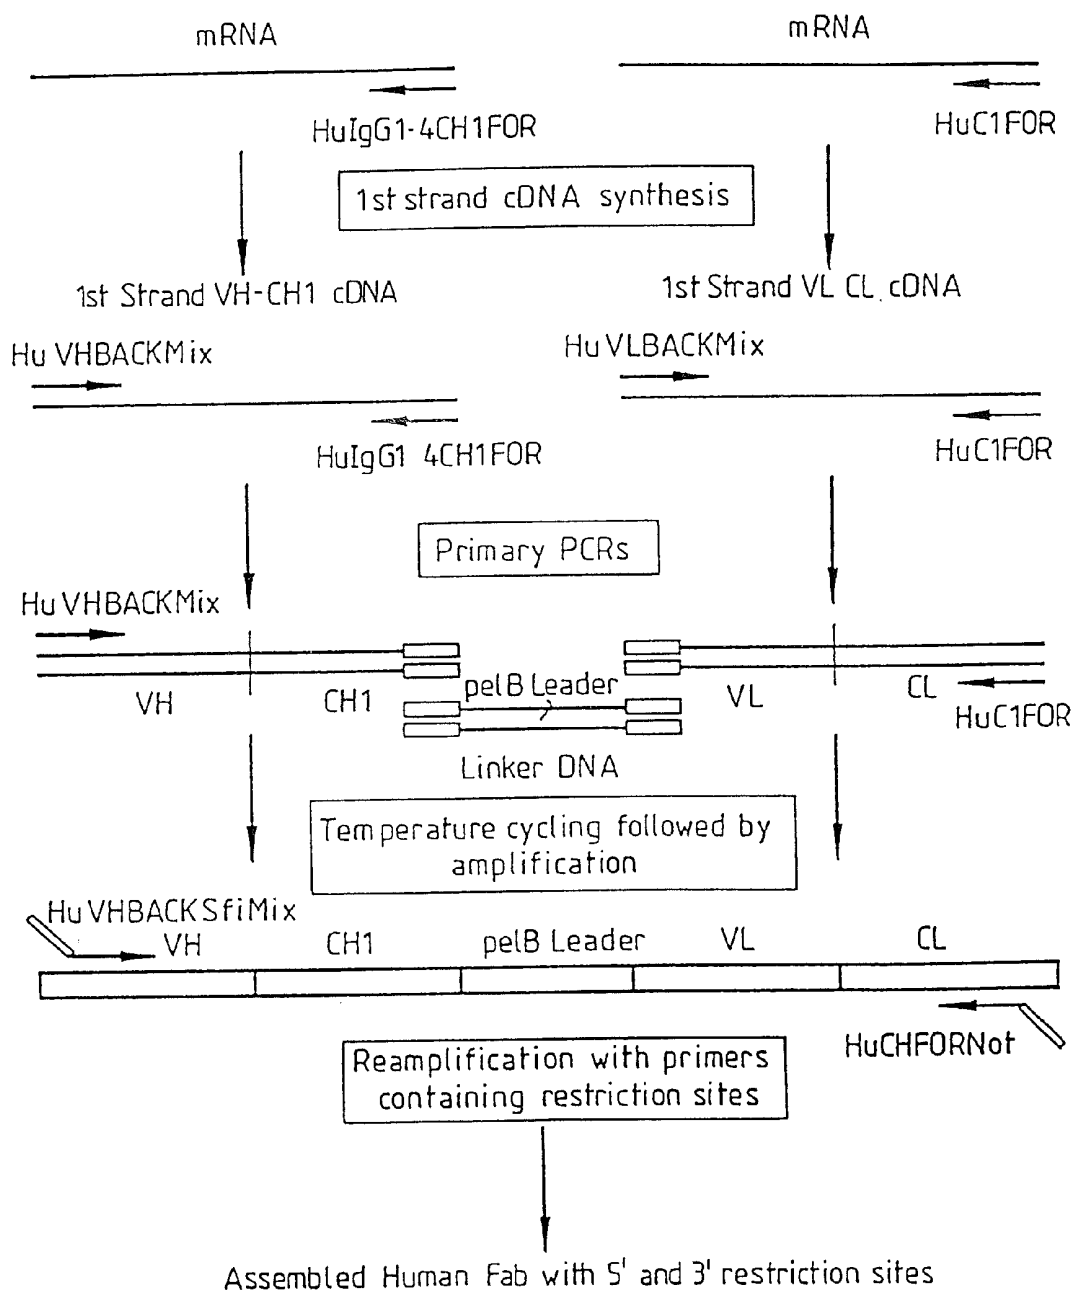 mRNA
mRNA
HuIgG1-4CH1FOR
HuC1FOR
1st strand cDNA synthesis
1st Strand VH-CH1 cDNA
1st Strand VL CL cDNA
Hu VHBACKMix
Hu VLBACKMix
HuIgG1 4CH1FOR
HuC1FOR
Primary PCRs
Hu VHBACKMix
VH
CH1
pelB Leader
VL
CL
HuC1FOR
Linker DNA
Temperature cycling followed by
amplification
Hu VHBACKSfiMix
VH
CH1
pelB Leader
VL
CL
HuCHFORNot
Reamplification with primers
containing restriction sites
Assembled Human Fab with 5' and 3' restriction sites